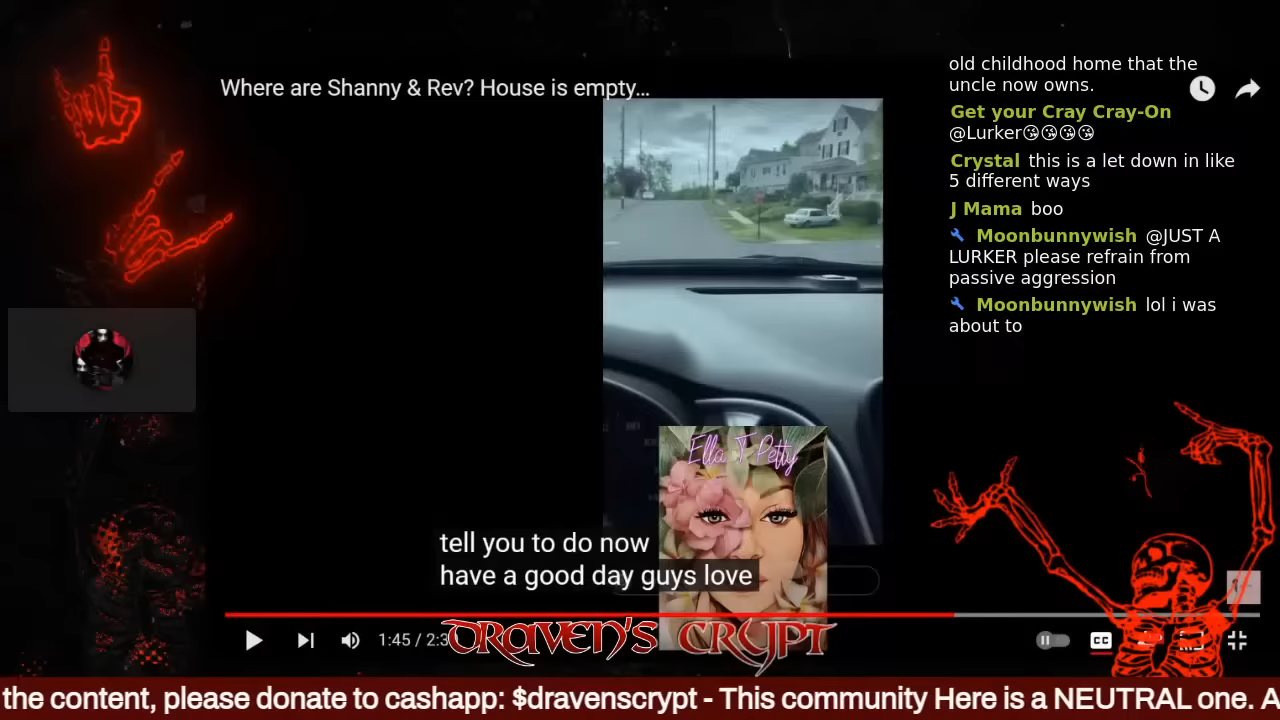 Where are Shanny & Rev? House is empty...
old childhood home that the
uncle now owns.
Get your Cray Cray-On
@Lurker😘😘😘😘
Crystal this is a let down in like
5 different ways
J Mama boo
Moonbunnywish @JUST A
LURKER please refrain from
passive aggression
Moonbunnywish lol i was
about to
Ella T Petty
tell you to do now
have a good day guys love
1:45 / 2:3
CC
DRAVEN'S CRYPT
the content, please donate to cashapp: $dravenscrypt - This community Here is a NEUTRAL one. A